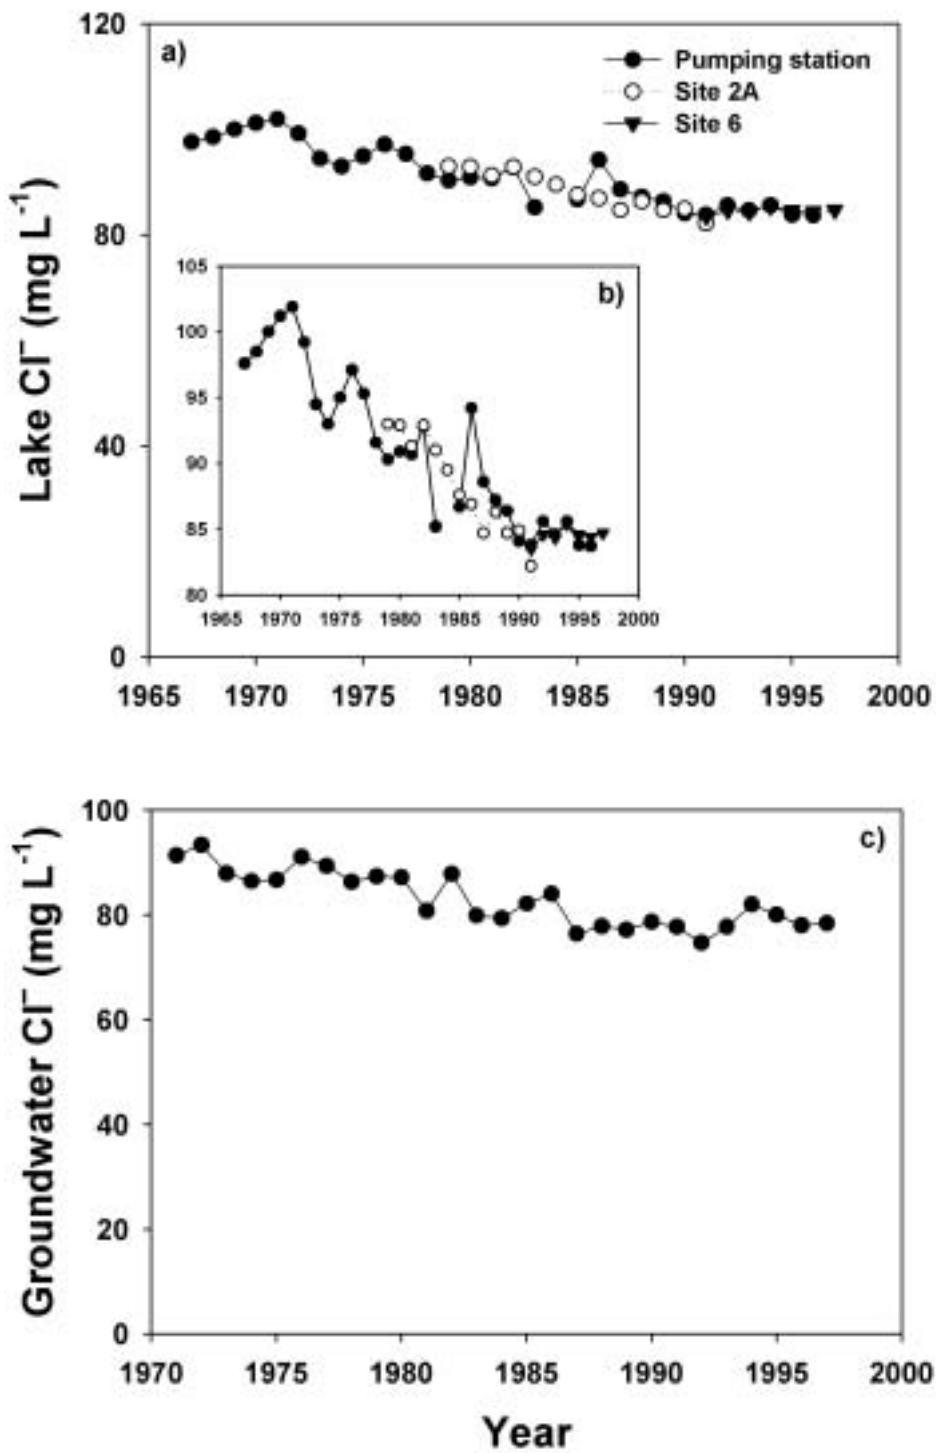 120
a)
Pumping station
Site 2A
Site 6
80
40
0
Lake Cl⁻ (mg L⁻¹)
105
b)
100
95
90
85
80
1965 1970 1975 1980 1985 1990 1995 2000
1965 1970 1975 1980 1985 1990 1995 2000
100
c)
80
60
40
20
0
Groundwater Cl⁻ (mg L⁻¹)
1970 1975 1980 1985 1990 1995 2000
Year